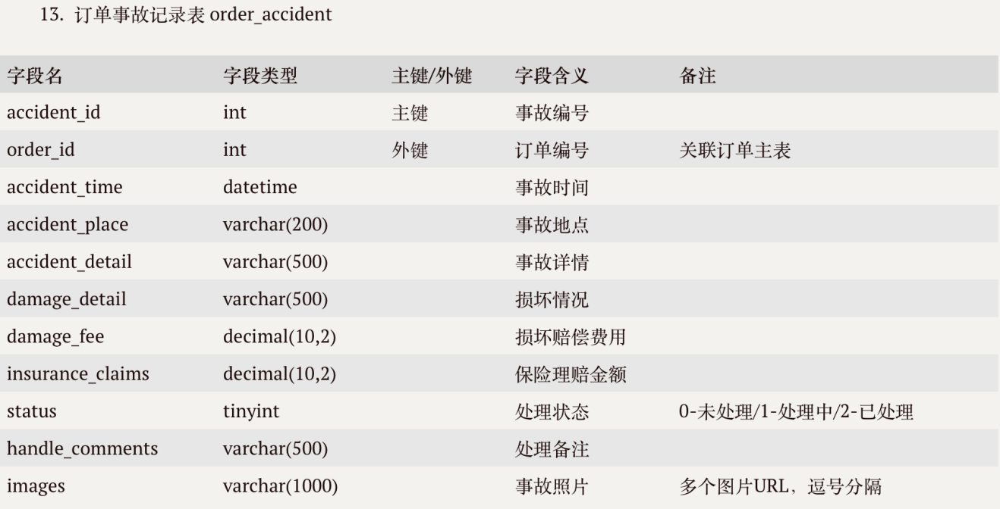 13. 订单事故记录表 order_accident
字段名 字段类型 主键/外键 字段含义 备注
accident_id int 主键 事故编号
order_id int 外键 订单编号 关联订单主表
accident_time datetime 事故时间
accident_place varchar(200) 事故地点
accident_detail varchar(500) 事故详情
damage_detail varchar(500) 损坏情况
damage_fee decimal(10,2) 损坏赔偿费用
insurance_claims decimal(10,2) 保险理赔金额
status tinyint 处理状态 0-未处理/1-处理中/2-已处理
handle_comments varchar(500) 处理备注
images varchar(1000) 事故照片 多个图片URL，逗号分隔